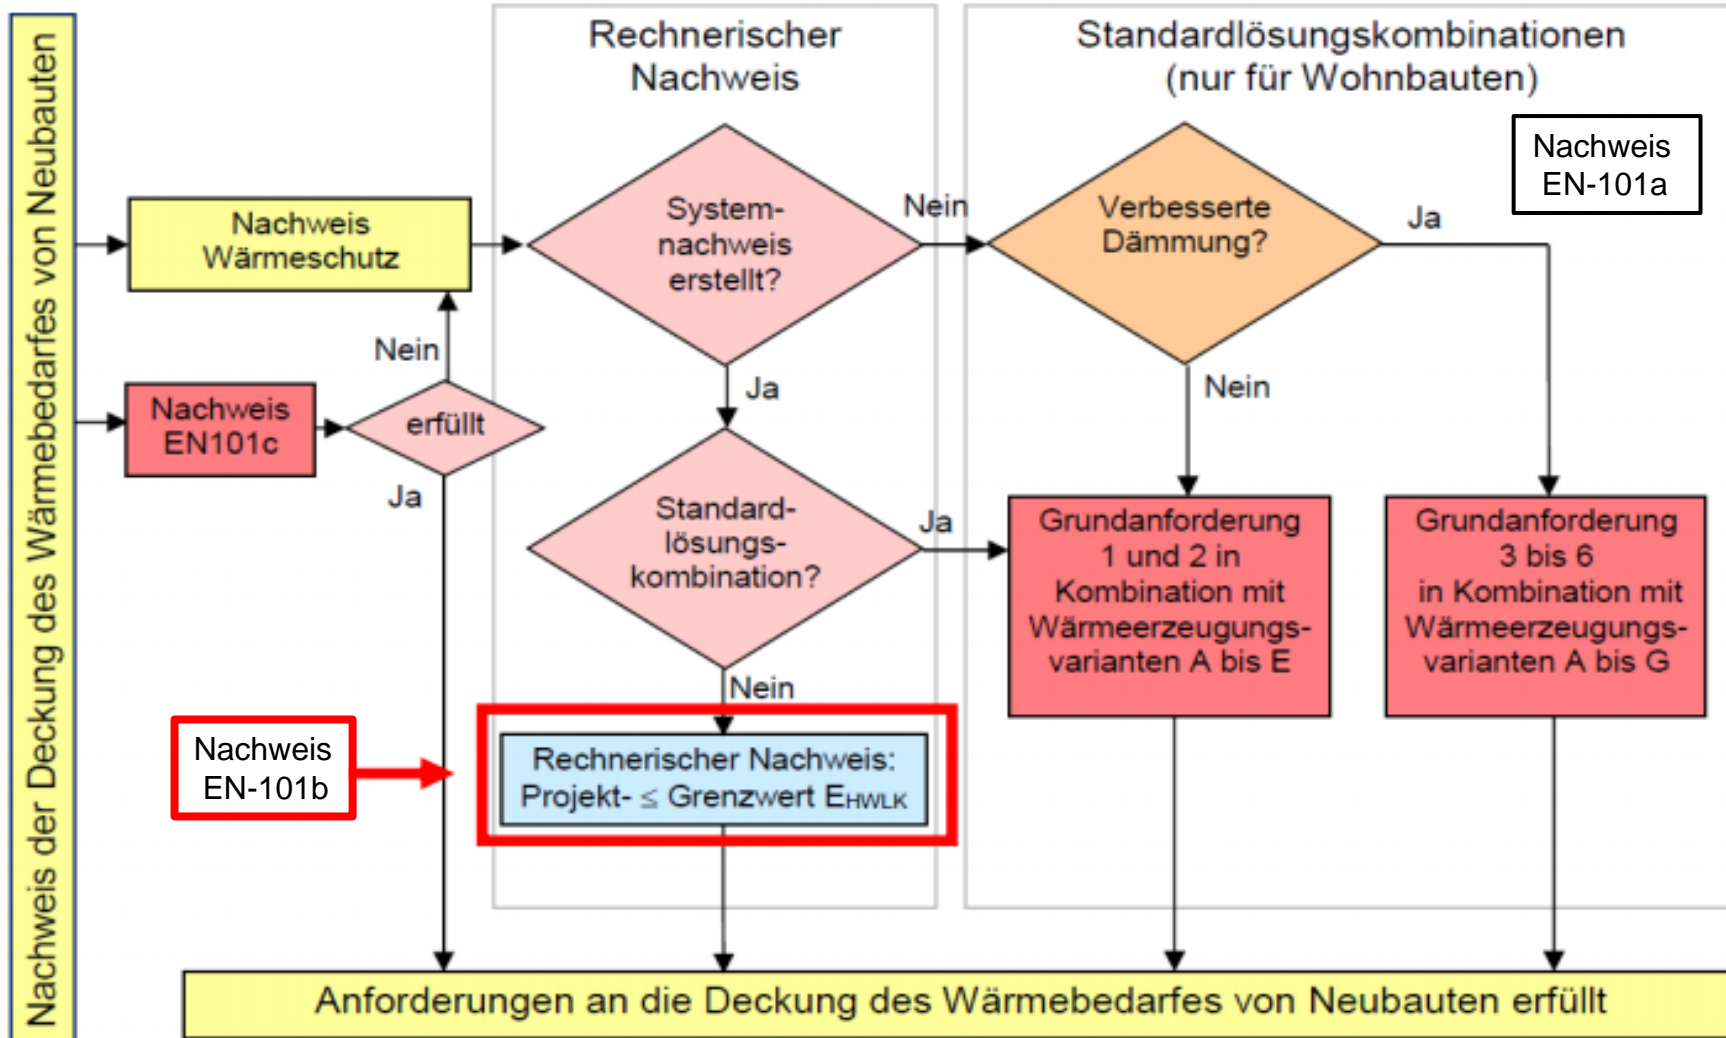 Nachweis der Deckung des Wärmebedarfes von Neubauten
Rechnerischer
Nachweis
Standardlösungskombinationen
(nur für Wohnbauten)
Nachweis
EN-101a
Nachweis
Wärmeschutz
System-
nachweis
erstellt?
Nein
Verbesserte
Dämmung?
Ja
Nein
Ja
Nein
Nachweis
EN101c
erfüllt
Ja
Standard-
lösungs-
kombination?
Ja
Grundanforderung
1 und 2 in
Kombination mit
Wärmeerzeugungs-
varianten A bis E
Grundanforderung
3 bis 6
in Kombination mit
Wärmeerzeugungs-
varianten A bis G
Nein
Nachweis
EN-101b
Rechnerischer Nachweis:
Projekt- ≤ Grenzwert EHWLK
Anforderungen an die Deckung des Wärmebedarfes von Neubauten erfüllt